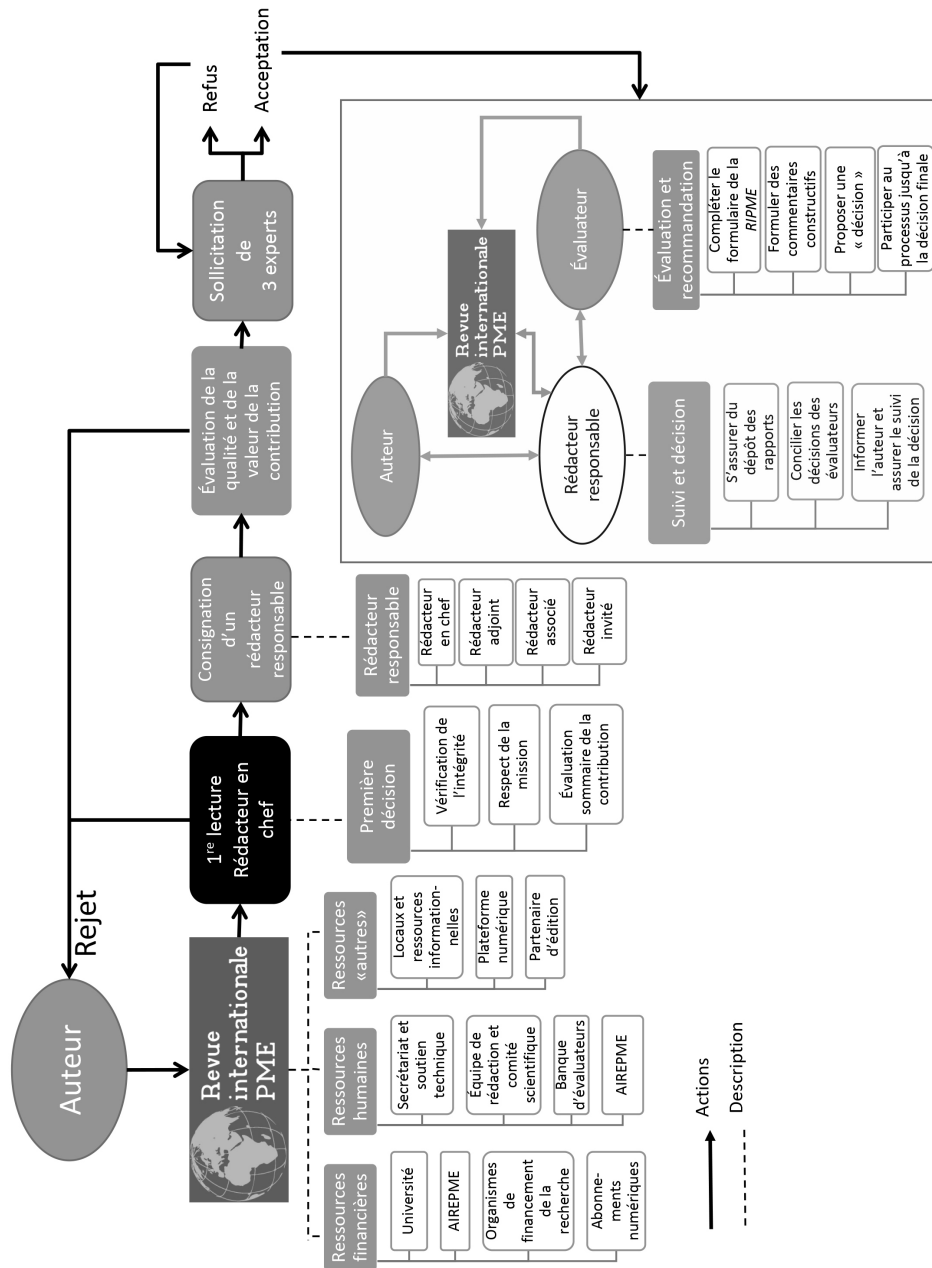 Auteur
Rejet
Revue
internationale
PME
1re lecture
Rédacteur en
chef
Consignation
d’un
rédacteur
responsable
Évaluation de la
qualité et de la
valeur de la
contribution
Sollicitation
de
3 experts
Refus
Acceptation
Ressources
financières
Université
AIREPME
Organismes
de
financement
de la
recherche
Abonne-
ments
numériques
Ressources
humaines
Secrétariat et
soutien
technique
Équipe de
rédaction et
comité
scientifique
Banque
d’évaluateurs
AIREPME
Ressources
«autres»
Locaux et
ressources
information-
nelles
Plateforme
numérique
Partenaire
d’édition
Première
décision
Vérification de
l’intégrité
Respect de la
mission
Évaluation
sommaire de la
contribution
Rédacteur
responsable
Rédacteur
en chef
Rédacteur
adjoint
Rédacteur
associé
Rédacteur
invité
Auteur
Revue
internationale
PME
Rédacteur
responsable
Évaluateur
Suivi et décision
S’assurer du
dépôt des
rapports
Concilier les
décisions des
évaluateurs
Informer
l’auteur et
assurer le suivi
de la décision
Évaluation et
recommandation
Compléter le
formulaire de la
RIPME
Formuler des
commentaires
constructifs
Proposer une
« décision »
Participer au
processus jusqu’à
la décision finale
Actions
Description